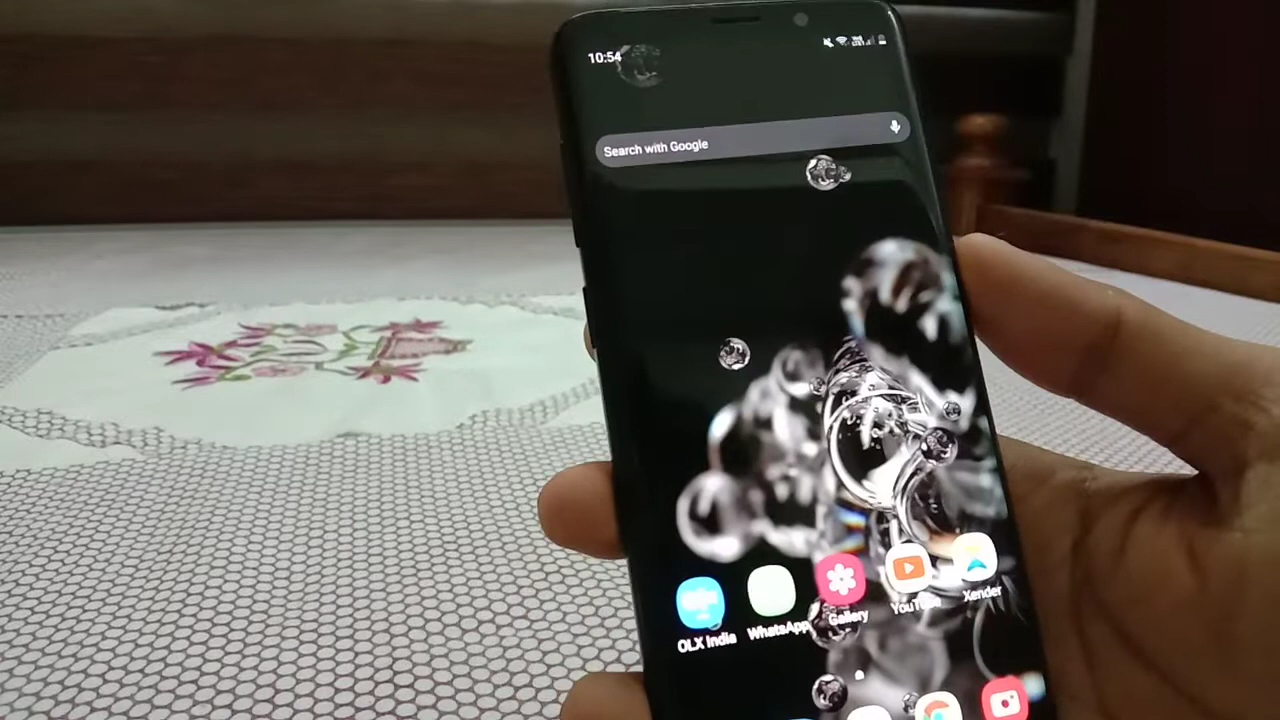 10:54
Search with Google
OLX India
WhatsApp
Gallery
YouTube
Xender